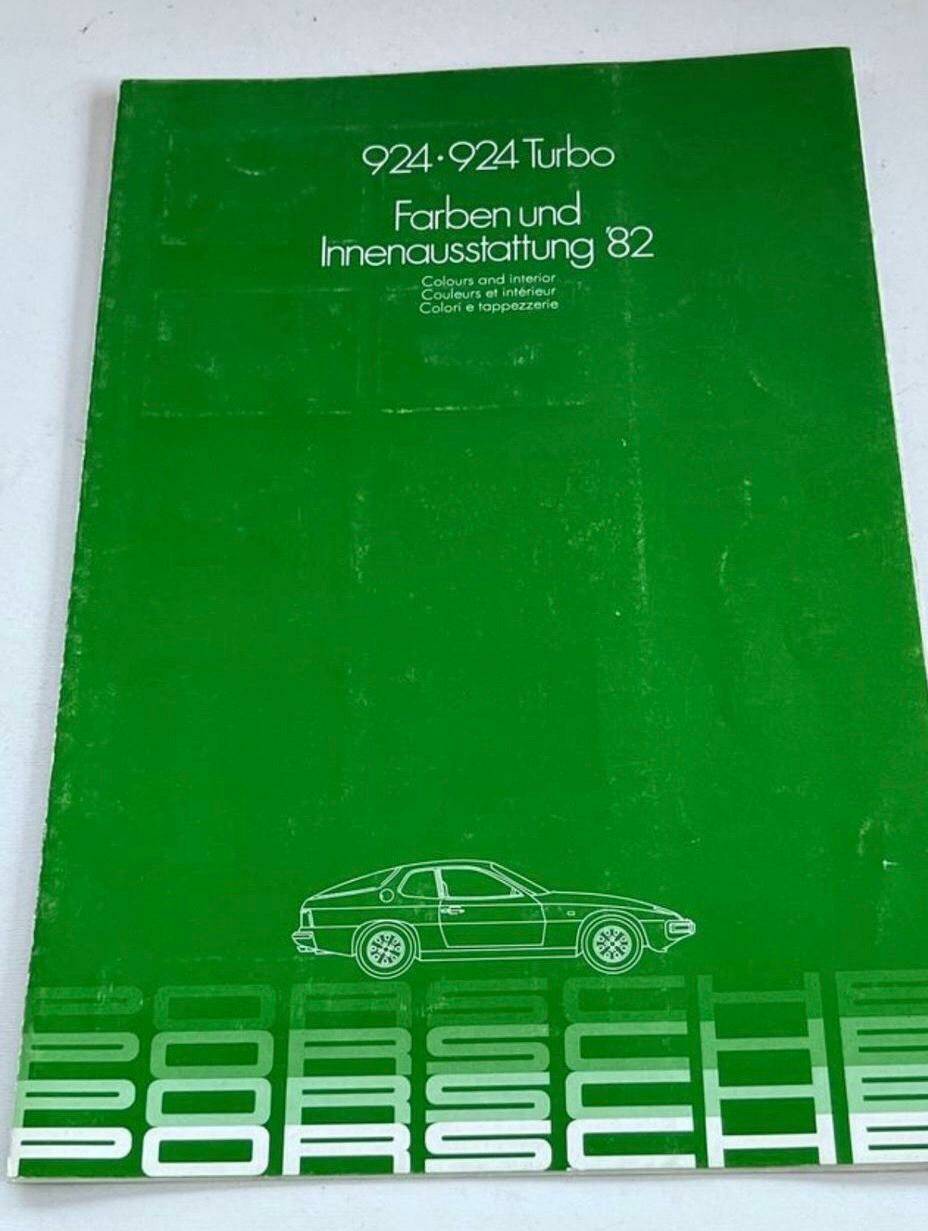 924 · 924 Turbo
Farben und
Innenausstattung '82
Colours and interior
Couleurs et intérieur
Colori e tappezzerie
PORSCHE
PORSCHE
PORSCHE
PORSCHE